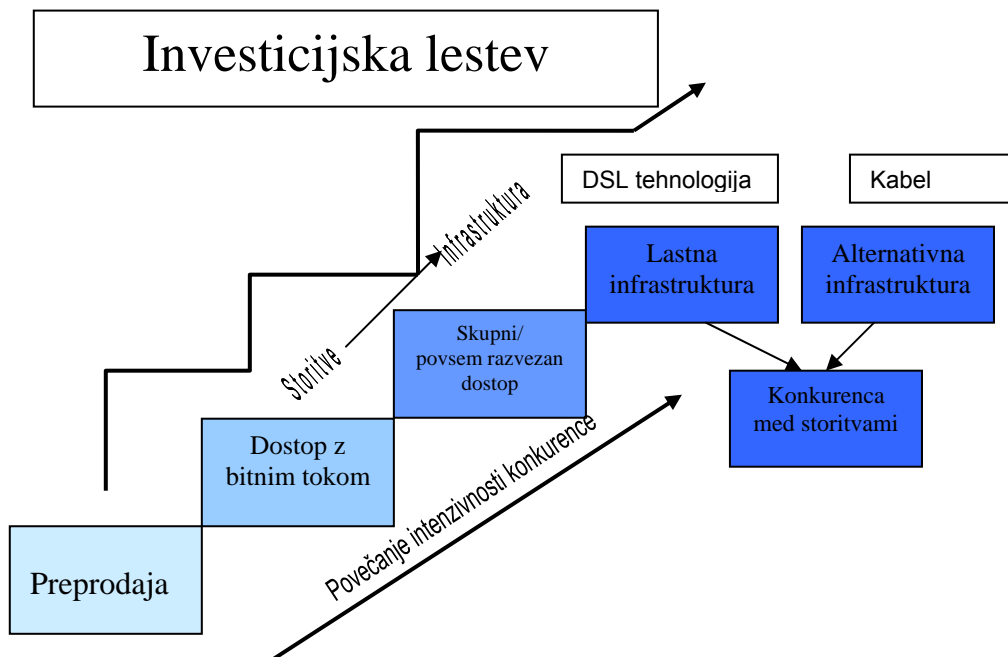 Investicijska lestev
DSL tehnologija
Kabel
Infrastruktura
Storitve
Lastna
infrastruktura
Alternativna
infrastruktura
Skupni/
povsem razvezan
dostop
Konkurenca
med storitvami
Dostop z
bitnim tokom
Povečanje intenzivnosti konkurence
Preprodaja